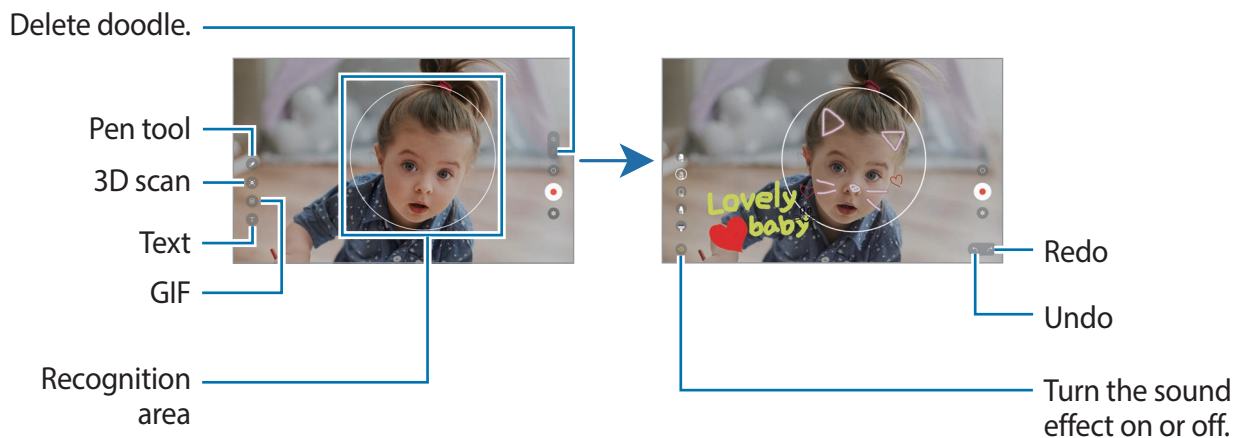 Delete doodle.
Pen tool
3D scan
Text
GIF
Recognition
area
Lovely
baby
Redo
Undo
Turn the sound
effect on or off.